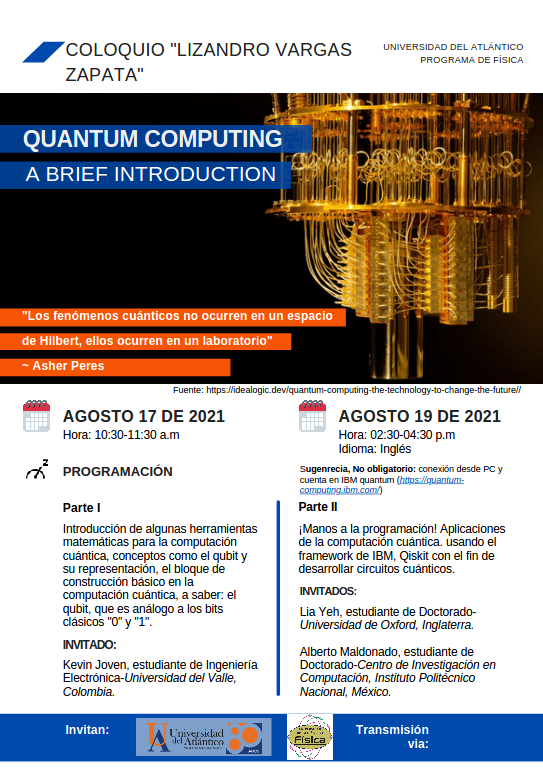 COLOQUIO "LIZANDRO VARGAS
ZAPATA"
UNIVERSIDAD DEL ATLÁNTICO
PROGRAMA DE FÍSICA
QUANTUM COMPUTING
A BRIEF INTRODUCTION
"Los fenómenos cuánticos no ocurren en un espacio
de Hilbert, ellos ocurren en un laboratorio"
~ Asher Peres
Fuente: https://idealogic.dev/quantum-computing-the-technology-to-change-the-future//
AGOSTO 17 DE 2021
Hora: 10:30-11:30 a.m
PROGRAMACIÓN
Parte I
Introducción de algunas herramientas
matemáticas para la computación
cuántica, conceptos como el qubit y
su representación, el bloque de
construcción básico en la
computación cuántica, a saber: el
qubit, que es análogo a los bits
clásicos "0" y "1".
INVITADO:
Kevin Joven, estudiante de Ingeniería
Electrónica-Universidad del Valle,
Colombia.
AGOSTO 19 DE 2021
Hora: 02:30-04:30 p.m
Idioma: Inglés
Sugenrecia, No obligatorio: conexión desde PC y
cuenta en IBM quantum (https://quantum-
computing.ibm.com/)
Parte II
¡Manos a la programación! Aplicaciones
de la computación cuántica. usando el
framework de IBM, Qiskit con el fin de
desarrollar circuitos cuánticos.
INVITADOS:
Lia Yeh, estudiante de Doctorado-
Universidad de Oxford, Inglaterra.
Alberto Maldonado, estudiante de
Doctorado-Centro de Investigación en
Computación, Instituto Politécnico
Nacional, México.
Invitan:
Universidad
del Atlántico
80
AÑOS
Física
Transmisión
via: